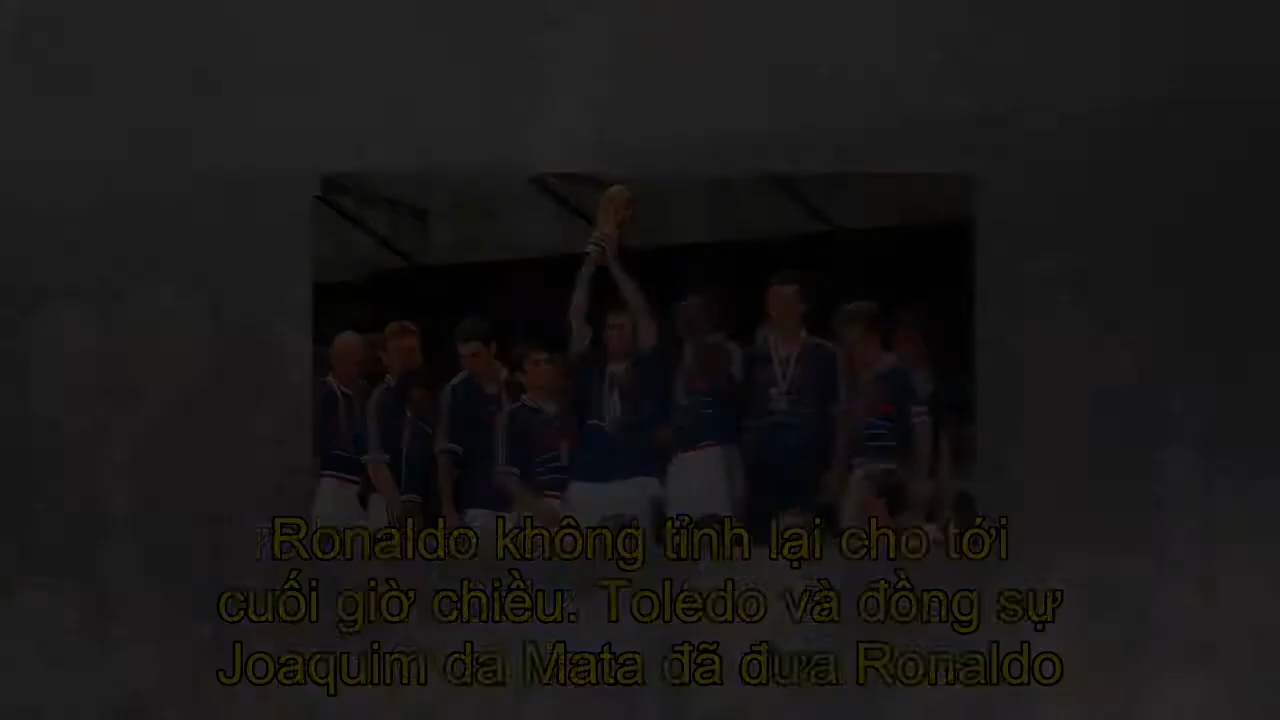 Ronaldo không tỉnh lại cho tới
cuối giờ chiều. Toledo và đồng sự
Joaquim da Mata đã đưa Ronaldo